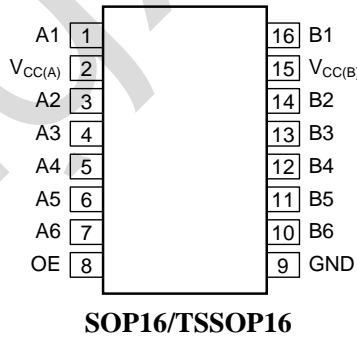 A1 1 16 B1
VCC(A) 2 15 VCC(B)
A2 3 14 B2
A3 4 13 B3
A4 5 12 B4
A5 6 11 B5
A6 7 10 B6
OE 8 9 GND
SOP16/TSSOP16